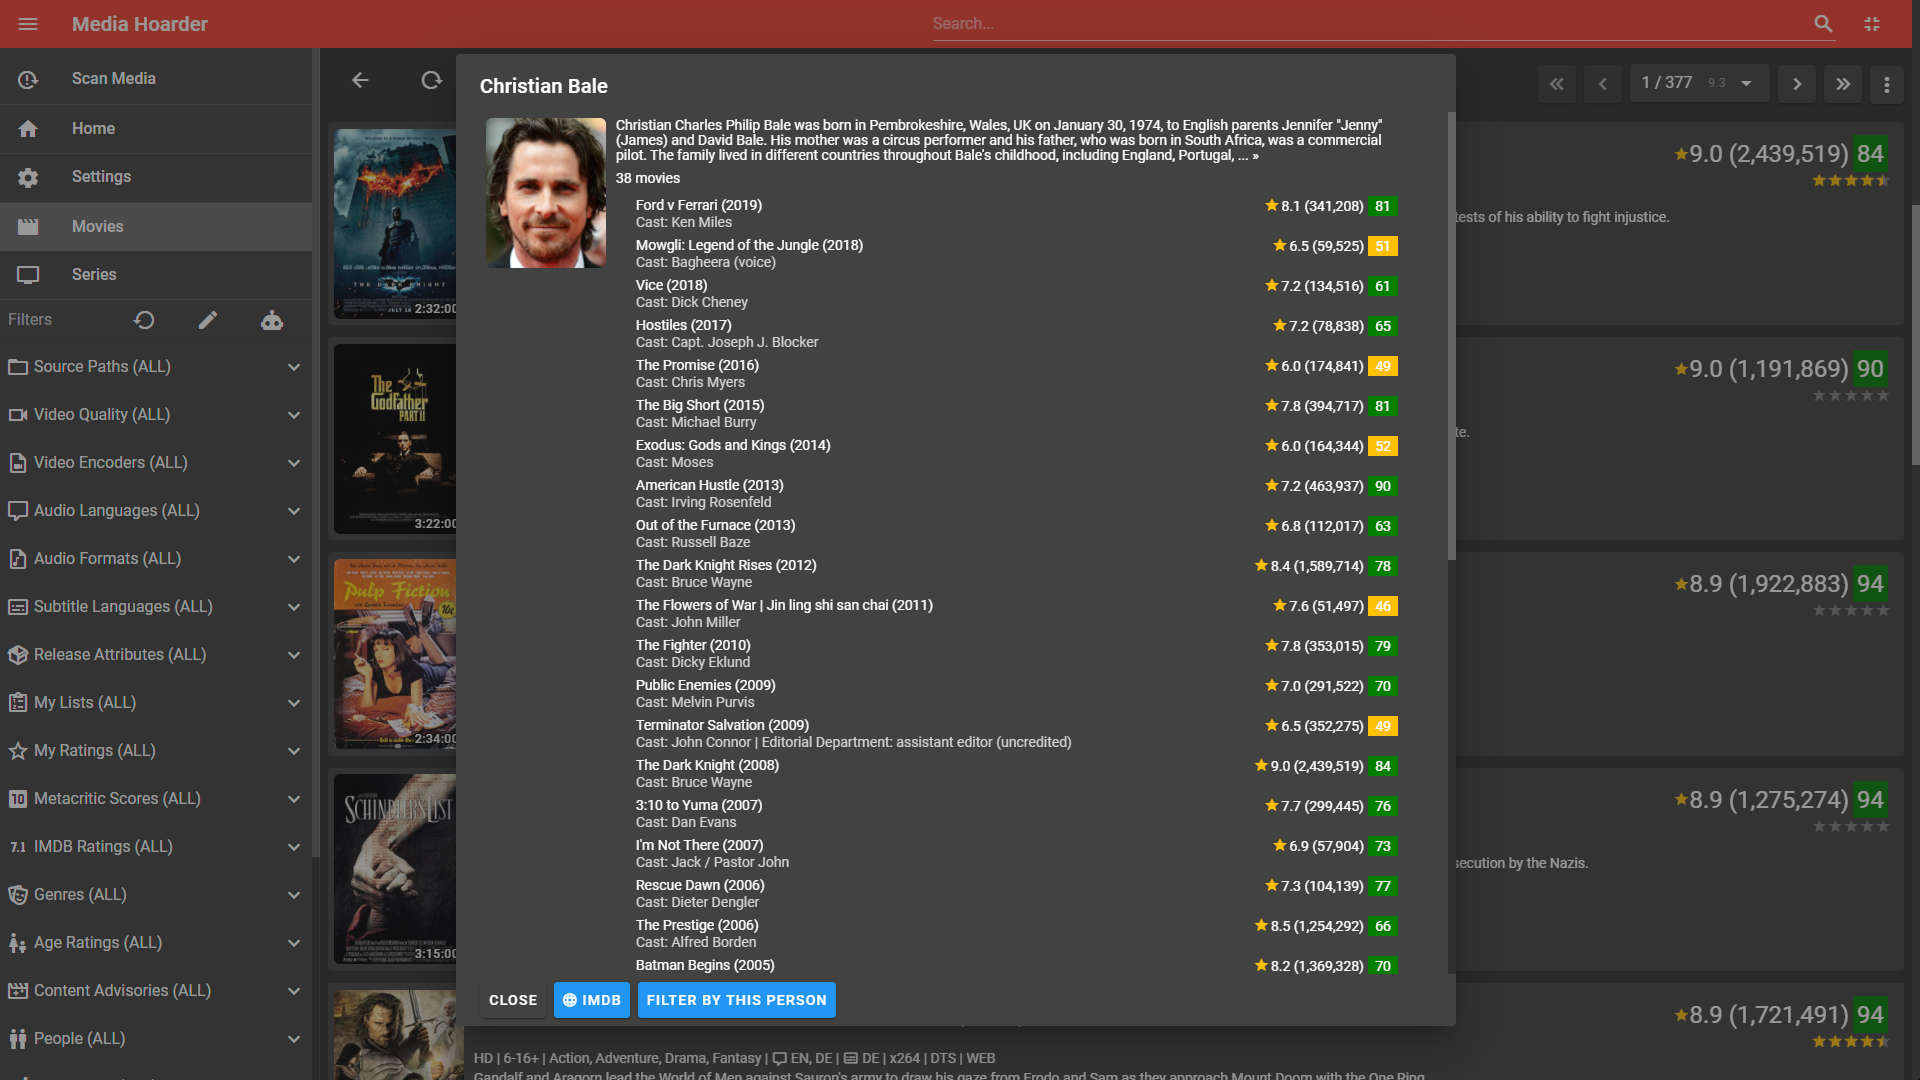 Media Hoarder
Search...
Scan Media
Home
Settings
Movies
Series
Filters
Source Paths (ALL)
Video Quality (ALL)
Video Encoders (ALL)
Audio Languages (ALL)
Audio Formats (ALL)
Subtitle Languages (ALL)
Release Attributes (ALL)
My Lists (ALL)
My Ratings (ALL)
10 Metacritic Scores (ALL)
7.1 IMDB Ratings (ALL)
Genres (ALL)
Age Ratings (ALL)
Content Advisories (ALL)
People (ALL)
THE DARK KNIGHT
2:32:00
The Godfather PART II
3:22:00
Pulp Fiction
10¢
2:34:00
SCHINDLER'S LIST
3:15:00
Christian Bale
Christian Charles Philip Bale was born in Pembrokeshire, Wales, UK on January 30, 1974, to English parents Jennifer "Jenny"
(James) and David Bale. His mother was a circus performer and his father, who was born in South Africa, was a commercial
pilot. The family lived in different countries throughout Bale's childhood, including England, Portugal, ... »
38 movies
Ford v Ferrari (2019) 8.1 (341,208) 81
Cast: Ken Miles
Mowgli: Legend of the Jungle (2018) 6.5 (59,525) 51
Cast: Bagheera (voice)
Vice (2018) 7.2 (134,516) 61
Cast: Dick Cheney
Hostiles (2017) 7.2 (78,838) 65
Cast: Capt. Joseph J. Blocker
The Promise (2016) 6.0 (174,841) 49
Cast: Chris Myers
The Big Short (2015) 7.8 (394,717) 81
Cast: Michael Burry
Exodus: Gods and Kings (2014) 6.0 (164,344) 52
Cast: Moses
American Hustle (2013) 7.2 (463,937) 90
Cast: Irving Rosenfeld
Out of the Furnace (2013) 6.8 (112,017) 63
Cast: Russell Baze
The Dark Knight Rises (2012) 8.4 (1,589,714) 78
Cast: Bruce Wayne
The Flowers of War | Jin ling shi san chai (2011) 7.6 (51,497) 46
Cast: John Miller
The Fighter (2010) 7.8 (353,015) 79
Cast: Dicky Eklund
Public Enemies (2009) 7.0 (291,522) 70
Cast: Melvin Purvis
Terminator Salvation (2009) 6.5 (352,275) 49
Cast: John Connor | Editorial Department: assistant editor (uncredited)
The Dark Knight (2008) 9.0 (2,439,519) 84
Cast: Bruce Wayne
3:10 to Yuma (2007) 7.7 (299,445) 76
Cast: Dan Evans
I'm Not There (2007) 6.9 (57,904) 73
Cast: Jack / Pastor John
Rescue Dawn (2006) 7.3 (104,139) 77
Cast: Dieter Dengler
The Prestige (2006) 8.5 (1,254,292) 66
Cast: Alfred Borden
Batman Begins (2005) 8.2 (1,369,328) 70
CLOSE IMDB FILTER BY THIS PERSON
1 / 377 9.3
9.0 (2,439,519) 84
tests of his ability to fight injustice.
9.0 (1,191,869) 90
te.
8.9 (1,922,883) 94
8.9 (1,275,274) 94
secution by the Nazis.
8.9 (1,721,491) 94
HD | 6-16+ | Action, Adventure, Drama, Fantasy | EN, DE | DE | x264 | DTS | WEB
Gandalf and Aragorn lead the World of Men against Sauron's army to draw his gaze from Frodo and Sam as they approach Mount Doom with the One Ring.